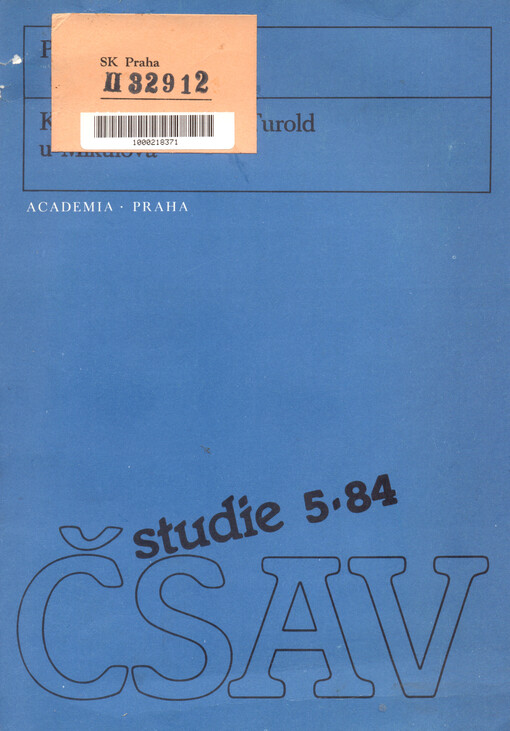 SK Praha
II 32912
1000218371
Turold
u Mikulova
ACADEMIA · PRAHA
studie 5·84
ČSAV